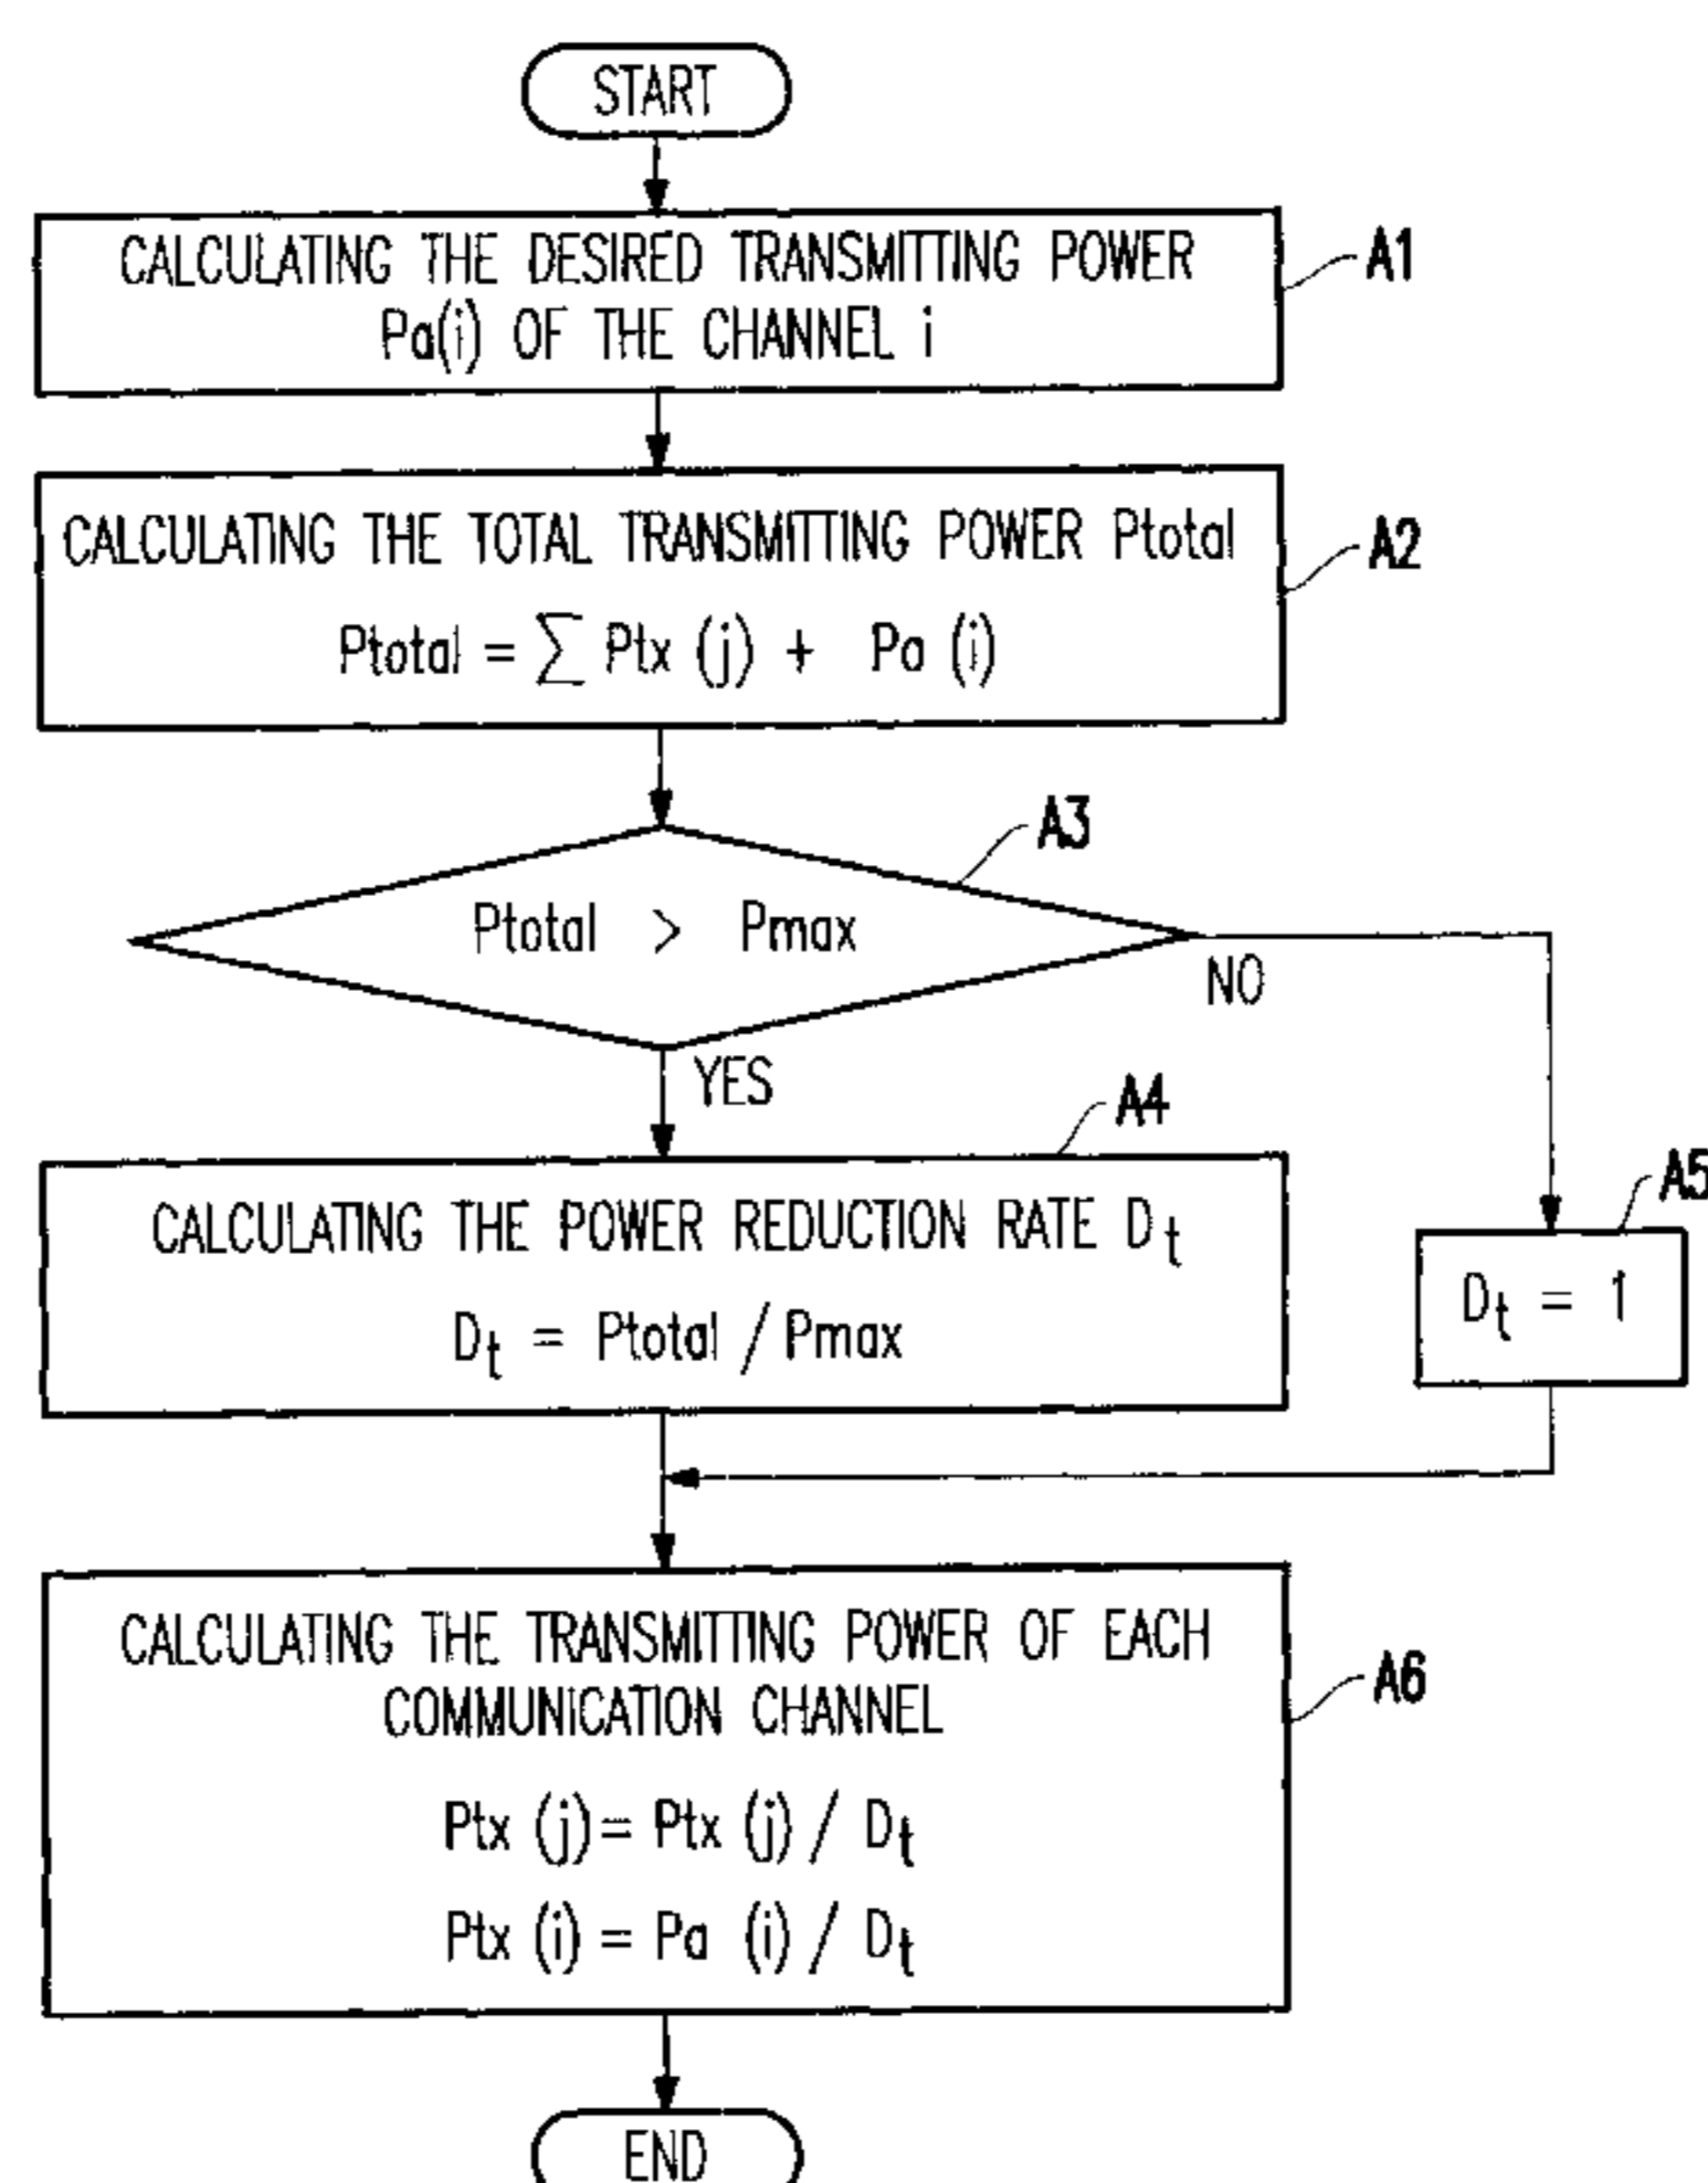 START
CALCULATING THE DESIRED TRANSMITTING POWER
Pa(i) OF THE CHANNEL i
A1
CALCULATING THE TOTAL TRANSMITTING POWER Ptotal
Ptotal = ∑ Ptx (j) + Pa (i)
A2
A3
Ptotal > Pmax
NO
YES
A4
CALCULATING THE POWER REDUCTION RATE Dt
Dt = Ptotal / Pmax
A5
Dt = 1
CALCULATING THE TRANSMITTING POWER OF EACH
COMMUNICATION CHANNEL
Ptx (j) = Ptx (j) / Dt
Ptx (i) = Pa (i) / Dt
A6
END